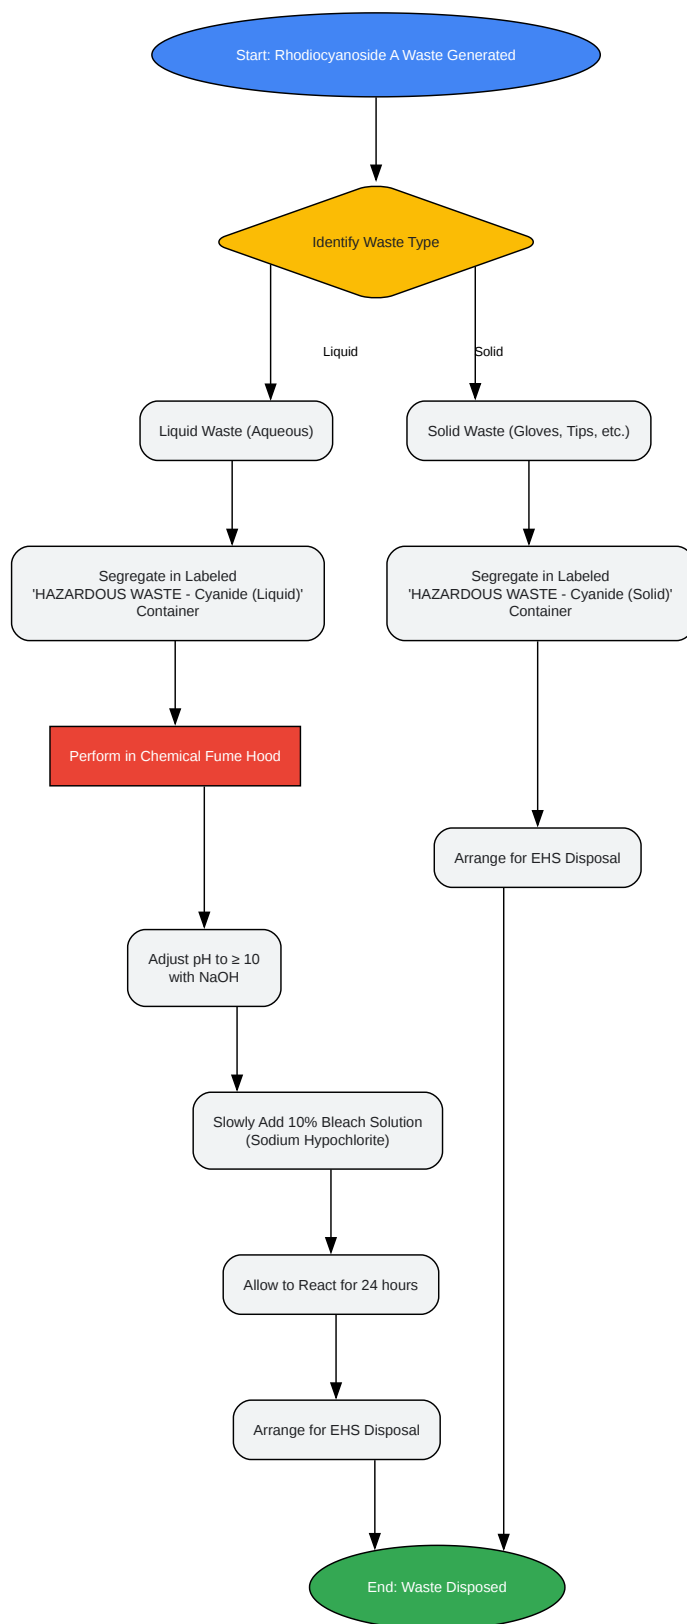 Start: Rhodiocyanoside A Waste Generated
Identify Waste Type
Liquid
Solid
Liquid Waste (Aqueous)
Solid Waste (Gloves, Tips, etc.)
Segregate in Labeled
'HAZARDOUS WASTE - Cyanide (Liquid)'
Container
Segregate in Labeled
'HAZARDOUS WASTE - Cyanide (Solid)'
Container
Perform in Chemical Fume Hood
Arrange for EHS Disposal
Adjust pH to ≥ 10
with NaOH
Slowly Add 10% Bleach Solution
(Sodium Hypochlorite)
Allow to React for 24 hours
Arrange for EHS Disposal
End: Waste Disposed